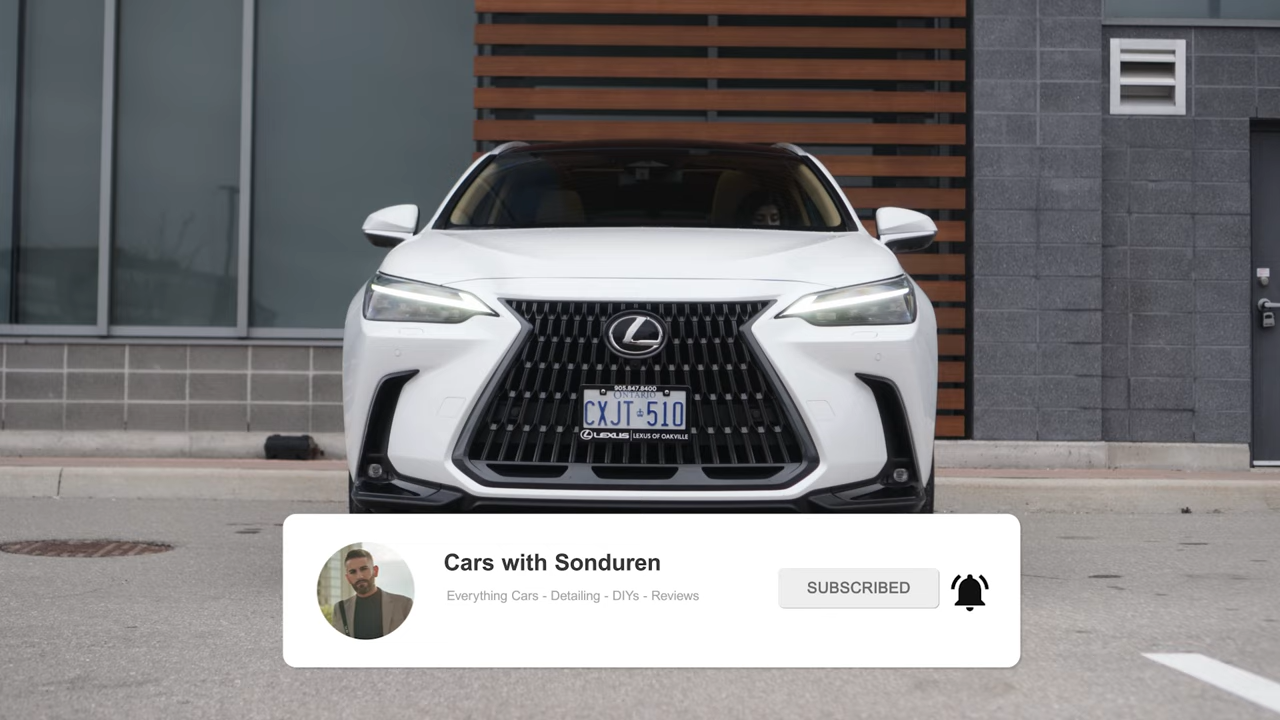 905.847.8400
ONTARIO
CXJT 510
LEXUS LEXUS OF OAKVILLE
Cars with Sonduren
Everything Cars - Detailing - DIYs - Reviews
SUBSCRIBED